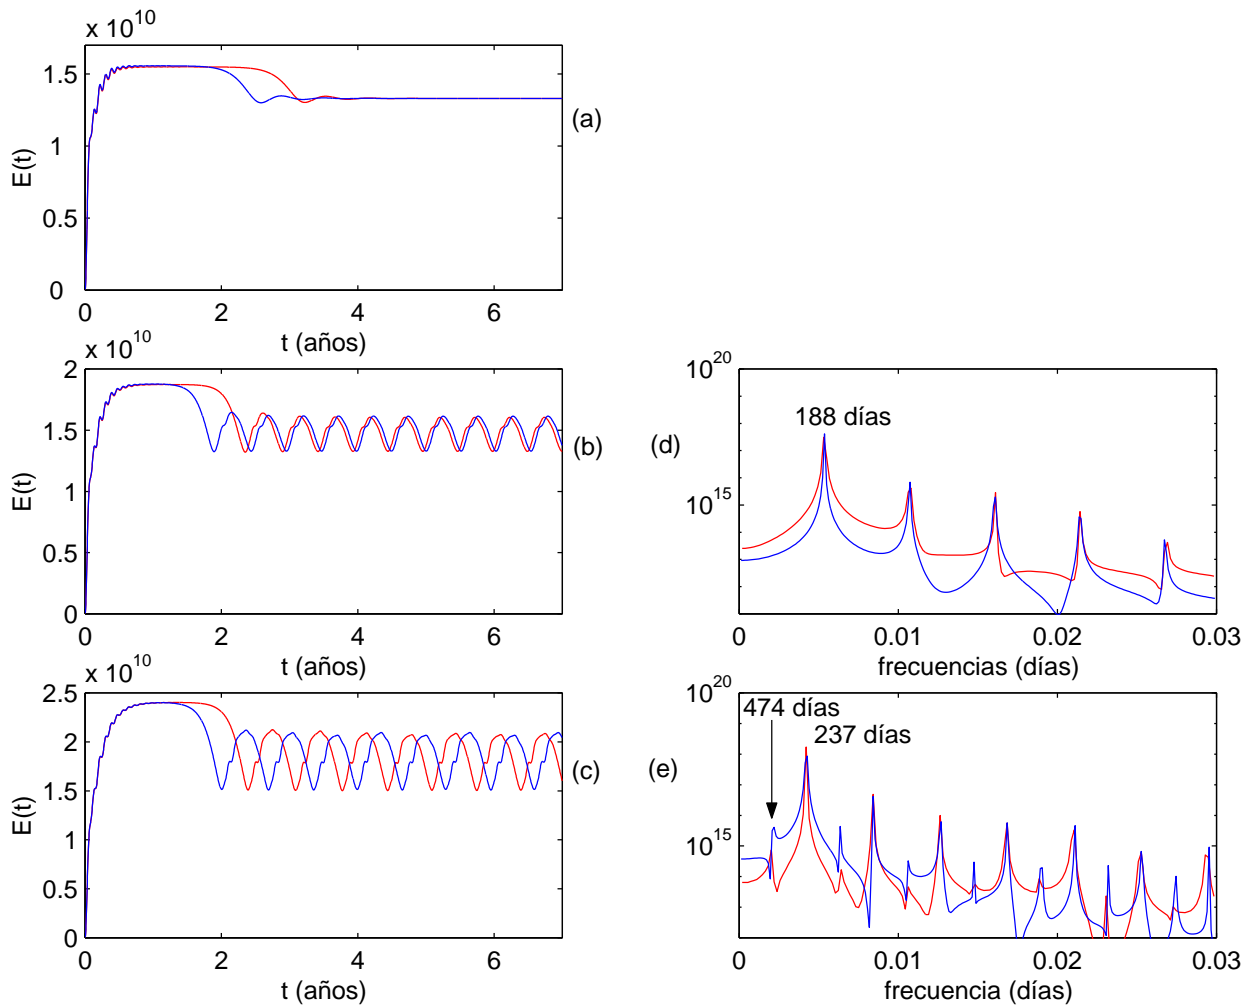 x 10^10
1.5
1
0.5
0
E(t)
0 2 4 6
t (años)
(a)
x 10^10
2
1.5
1
0.5
0
E(t)
0 2 4 6
t (años)
(b)
10^20
10^15
188 días
(d)
0 0.01 0.02 0.03
frecuencias (días)
x 10^10
2.5
2
1.5
1
0.5
0
E(t)
0 2 4 6
t (años)
(c)
10^20
10^15
474 días
237 días
(e)
0 0.01 0.02 0.03
frecuencia (días)